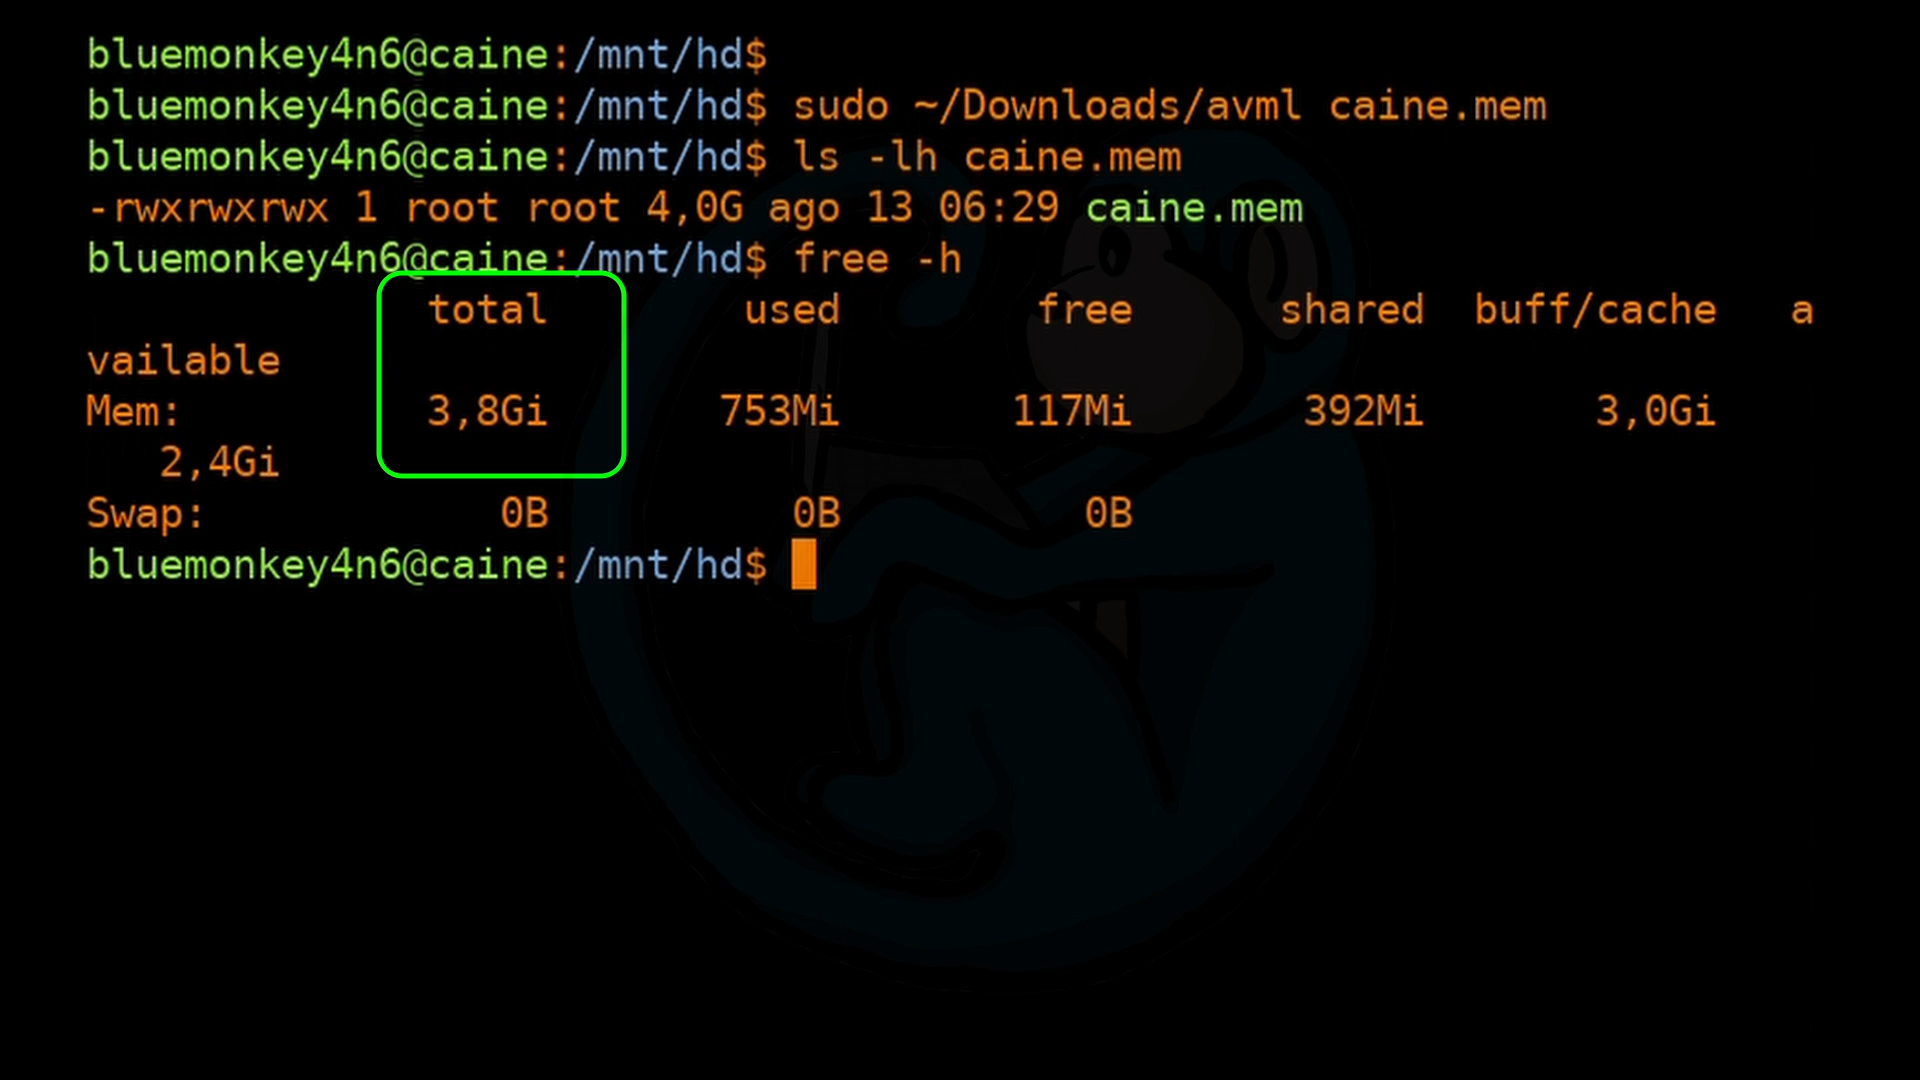 bluemonkey4n6@caine:/mnt/hd$
bluemonkey4n6@caine:/mnt/hd$ sudo ~/Downloads/avml caine.mem
bluemonkey4n6@caine:/mnt/hd$ ls -lh caine.mem
-rwxrwxrwx 1 root root 4,0G ago 13 06:29 caine.mem
bluemonkey4n6@caine:/mnt/hd$ free -h
              total        used        free      shared  buff/cache   a
vailable
Mem:          3,8Gi       753Mi       117Mi       392Mi       3,0Gi
   2,4Gi
Swap:            0B          0B          0B
bluemonkey4n6@caine:/mnt/hd$